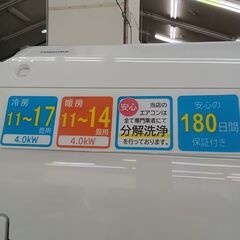 TOSHIBA
冷房
11~17
畳用
4.0kW
暖房
11~14
畳用
4.0kW
安心
当店の
エアコンは
全て専門業者にて
分解洗浄
を行っております。
安心の
180日間
保証付き